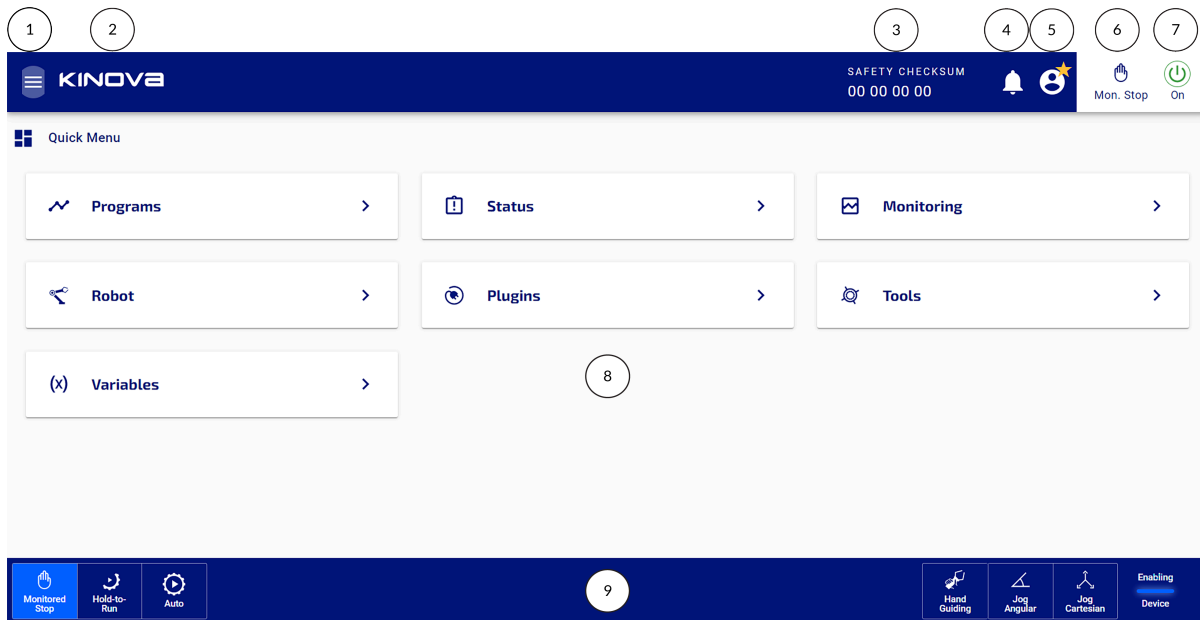 1 2 3 4 5 6 7
KINOVA
SAFETY CHECKSUM
00 00 00 00
Mon. Stop
On
Quick Menu
Programs
Status
Monitoring
Robot
Plugins
Tools
(x) Variables
8
Monitored
Stop
Hold-to-
Run
Auto
9
Hand
Guiding
Jog
Angular
Jog
Cartesian
Enabling
Device